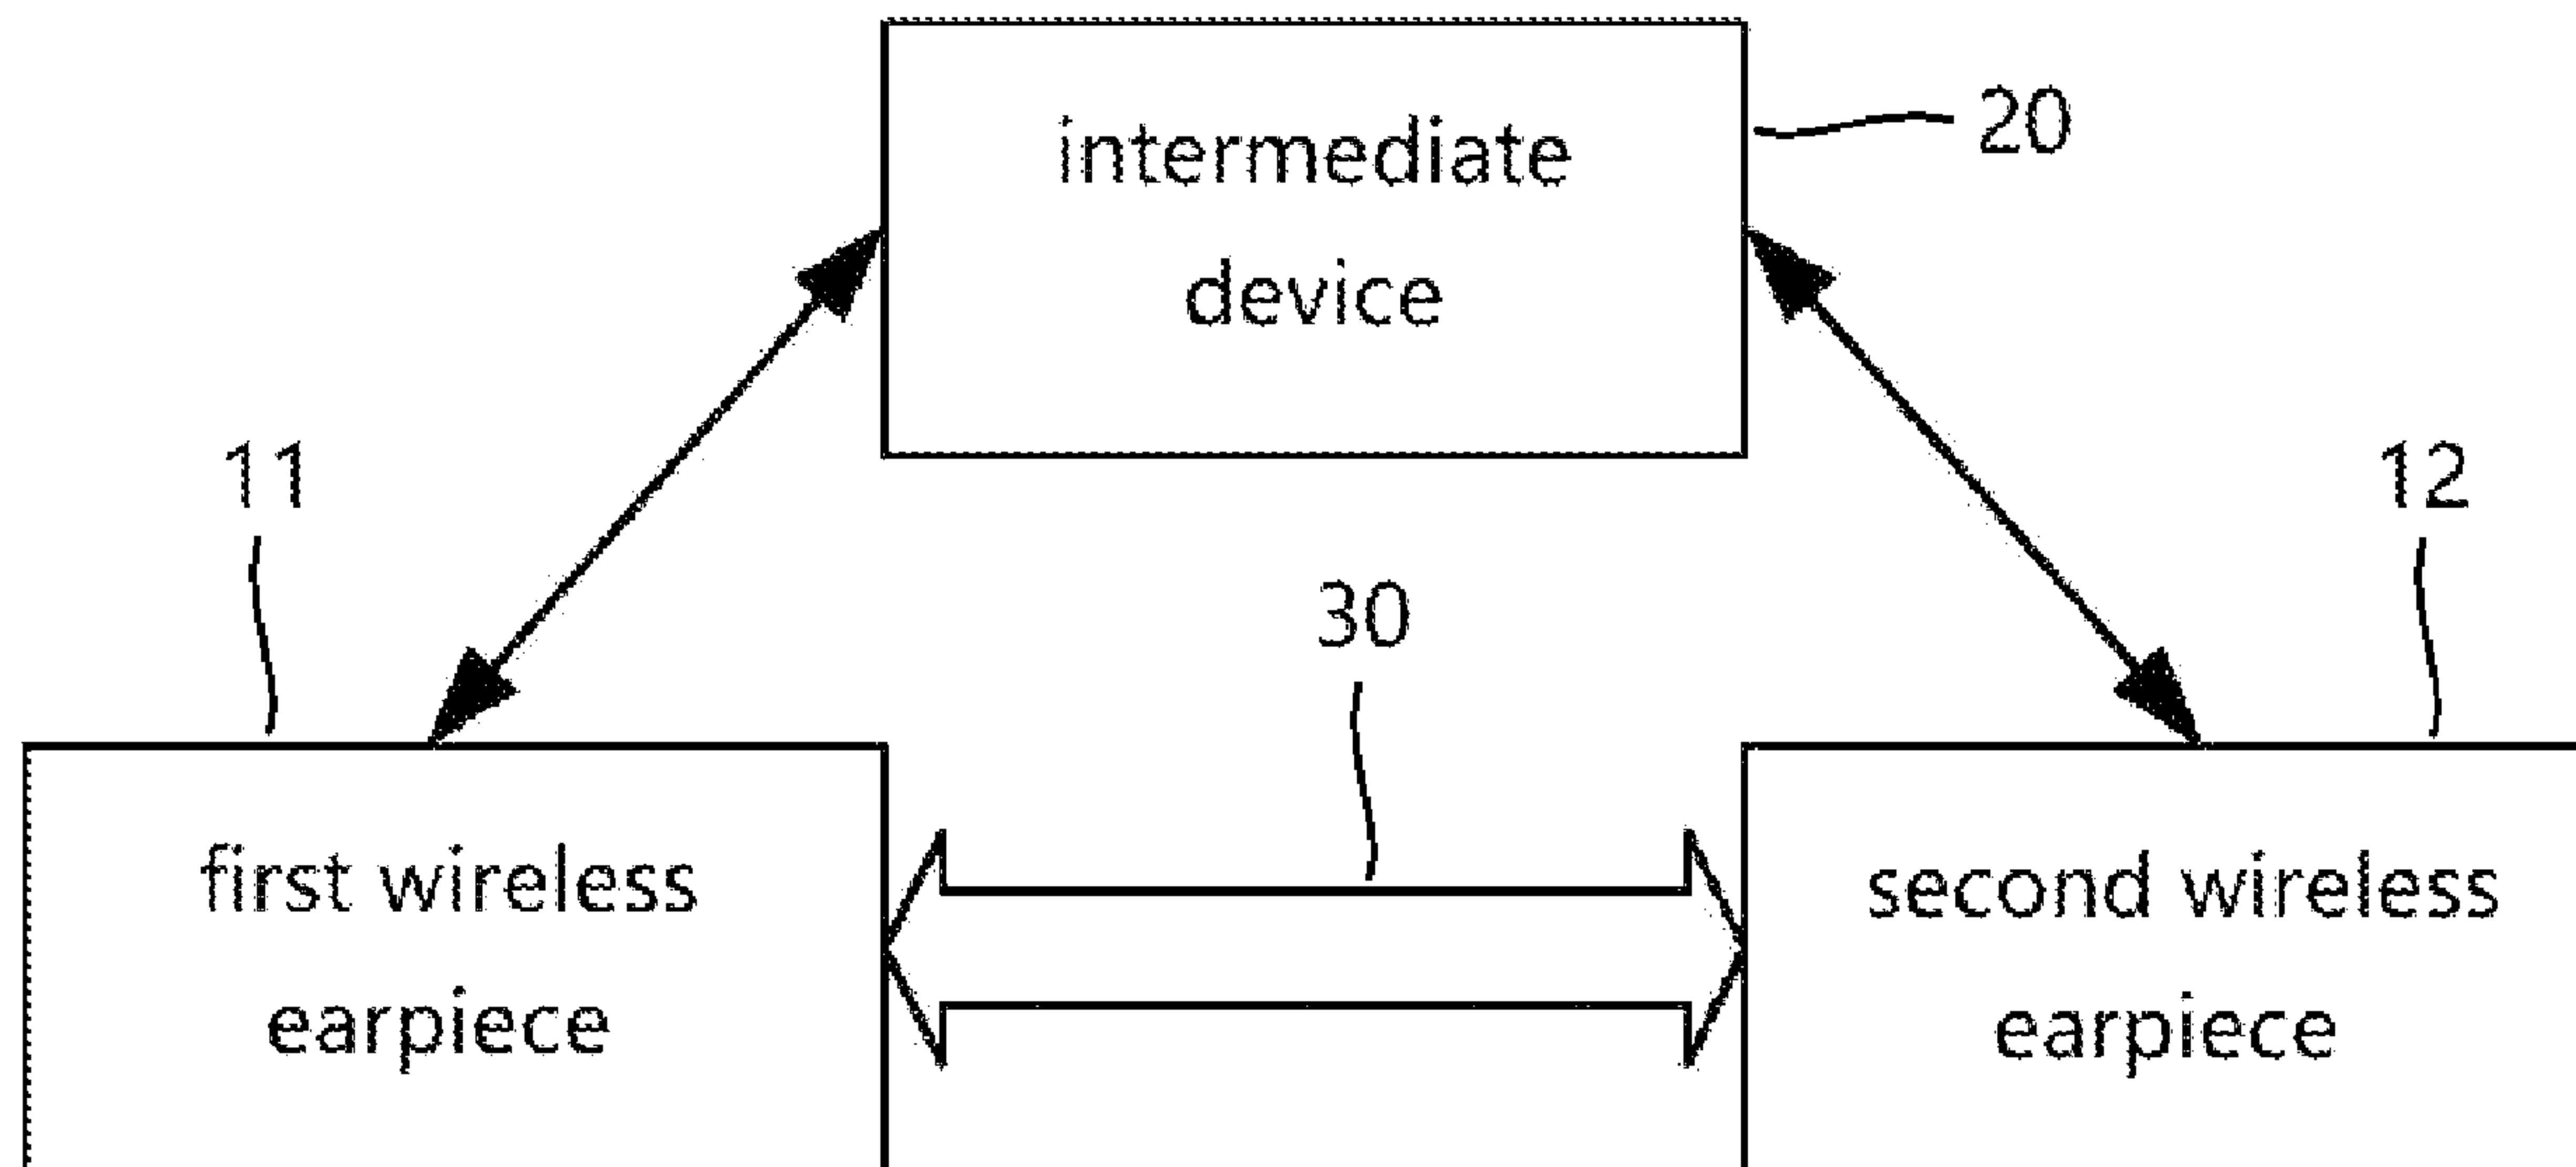 intermediate
device
20
11
12
30
first wireless
earpiece
second wireless
earpiece